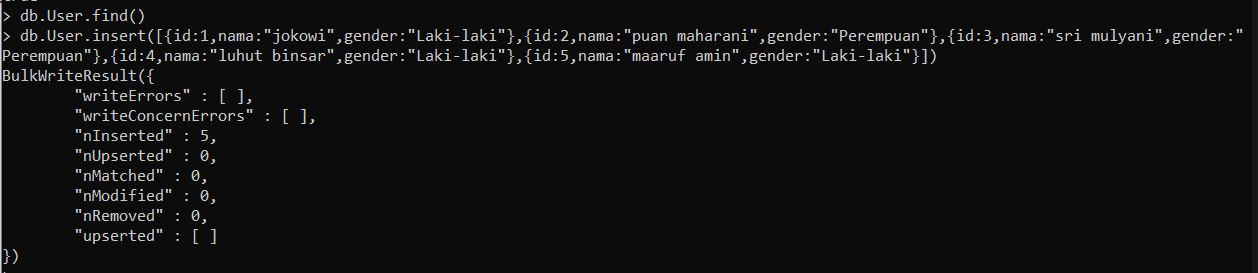 > db.User.find()
> db.User.insert([{id:1,nama:"jokowi",gender:"Laki-laki"},{id:2,nama:"puan maharani",gender:"Perempuan"},{id:3,nama:"sri mulyani",gender:"
Perempuan"},{id:4,nama:"luhut binsar",gender:"Laki-laki"},{id:5,nama:"maaruf amin",gender:"Laki-laki"}])
BulkWriteResult({
        "writeErrors" : [ ],
        "writeConcernErrors" : [ ],
        "nInserted" : 5,
        "nUpserted" : 0,
        "nMatched" : 0,
        "nModified" : 0,
        "nRemoved" : 0,
        "upserted" : [ ]
})